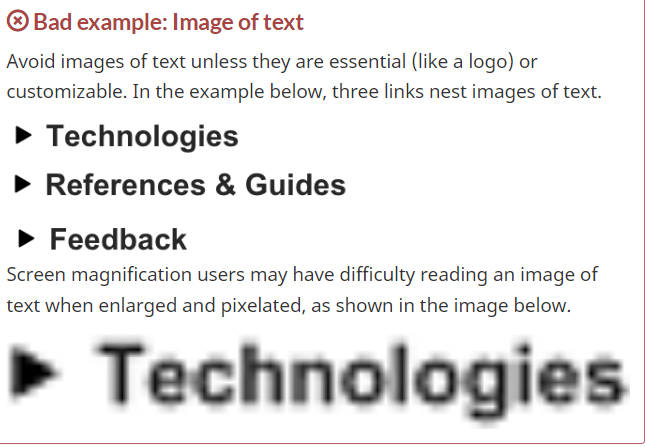 Bad example: Image of text
Avoid images of text unless they are essential (like a logo) or
customizable. In the example below, three links nest images of text.
Technologies
References & Guides
Feedback
Screen magnification users may have difficulty reading an image of
text when enlarged and pixelated, as shown in the image below.
Technologies